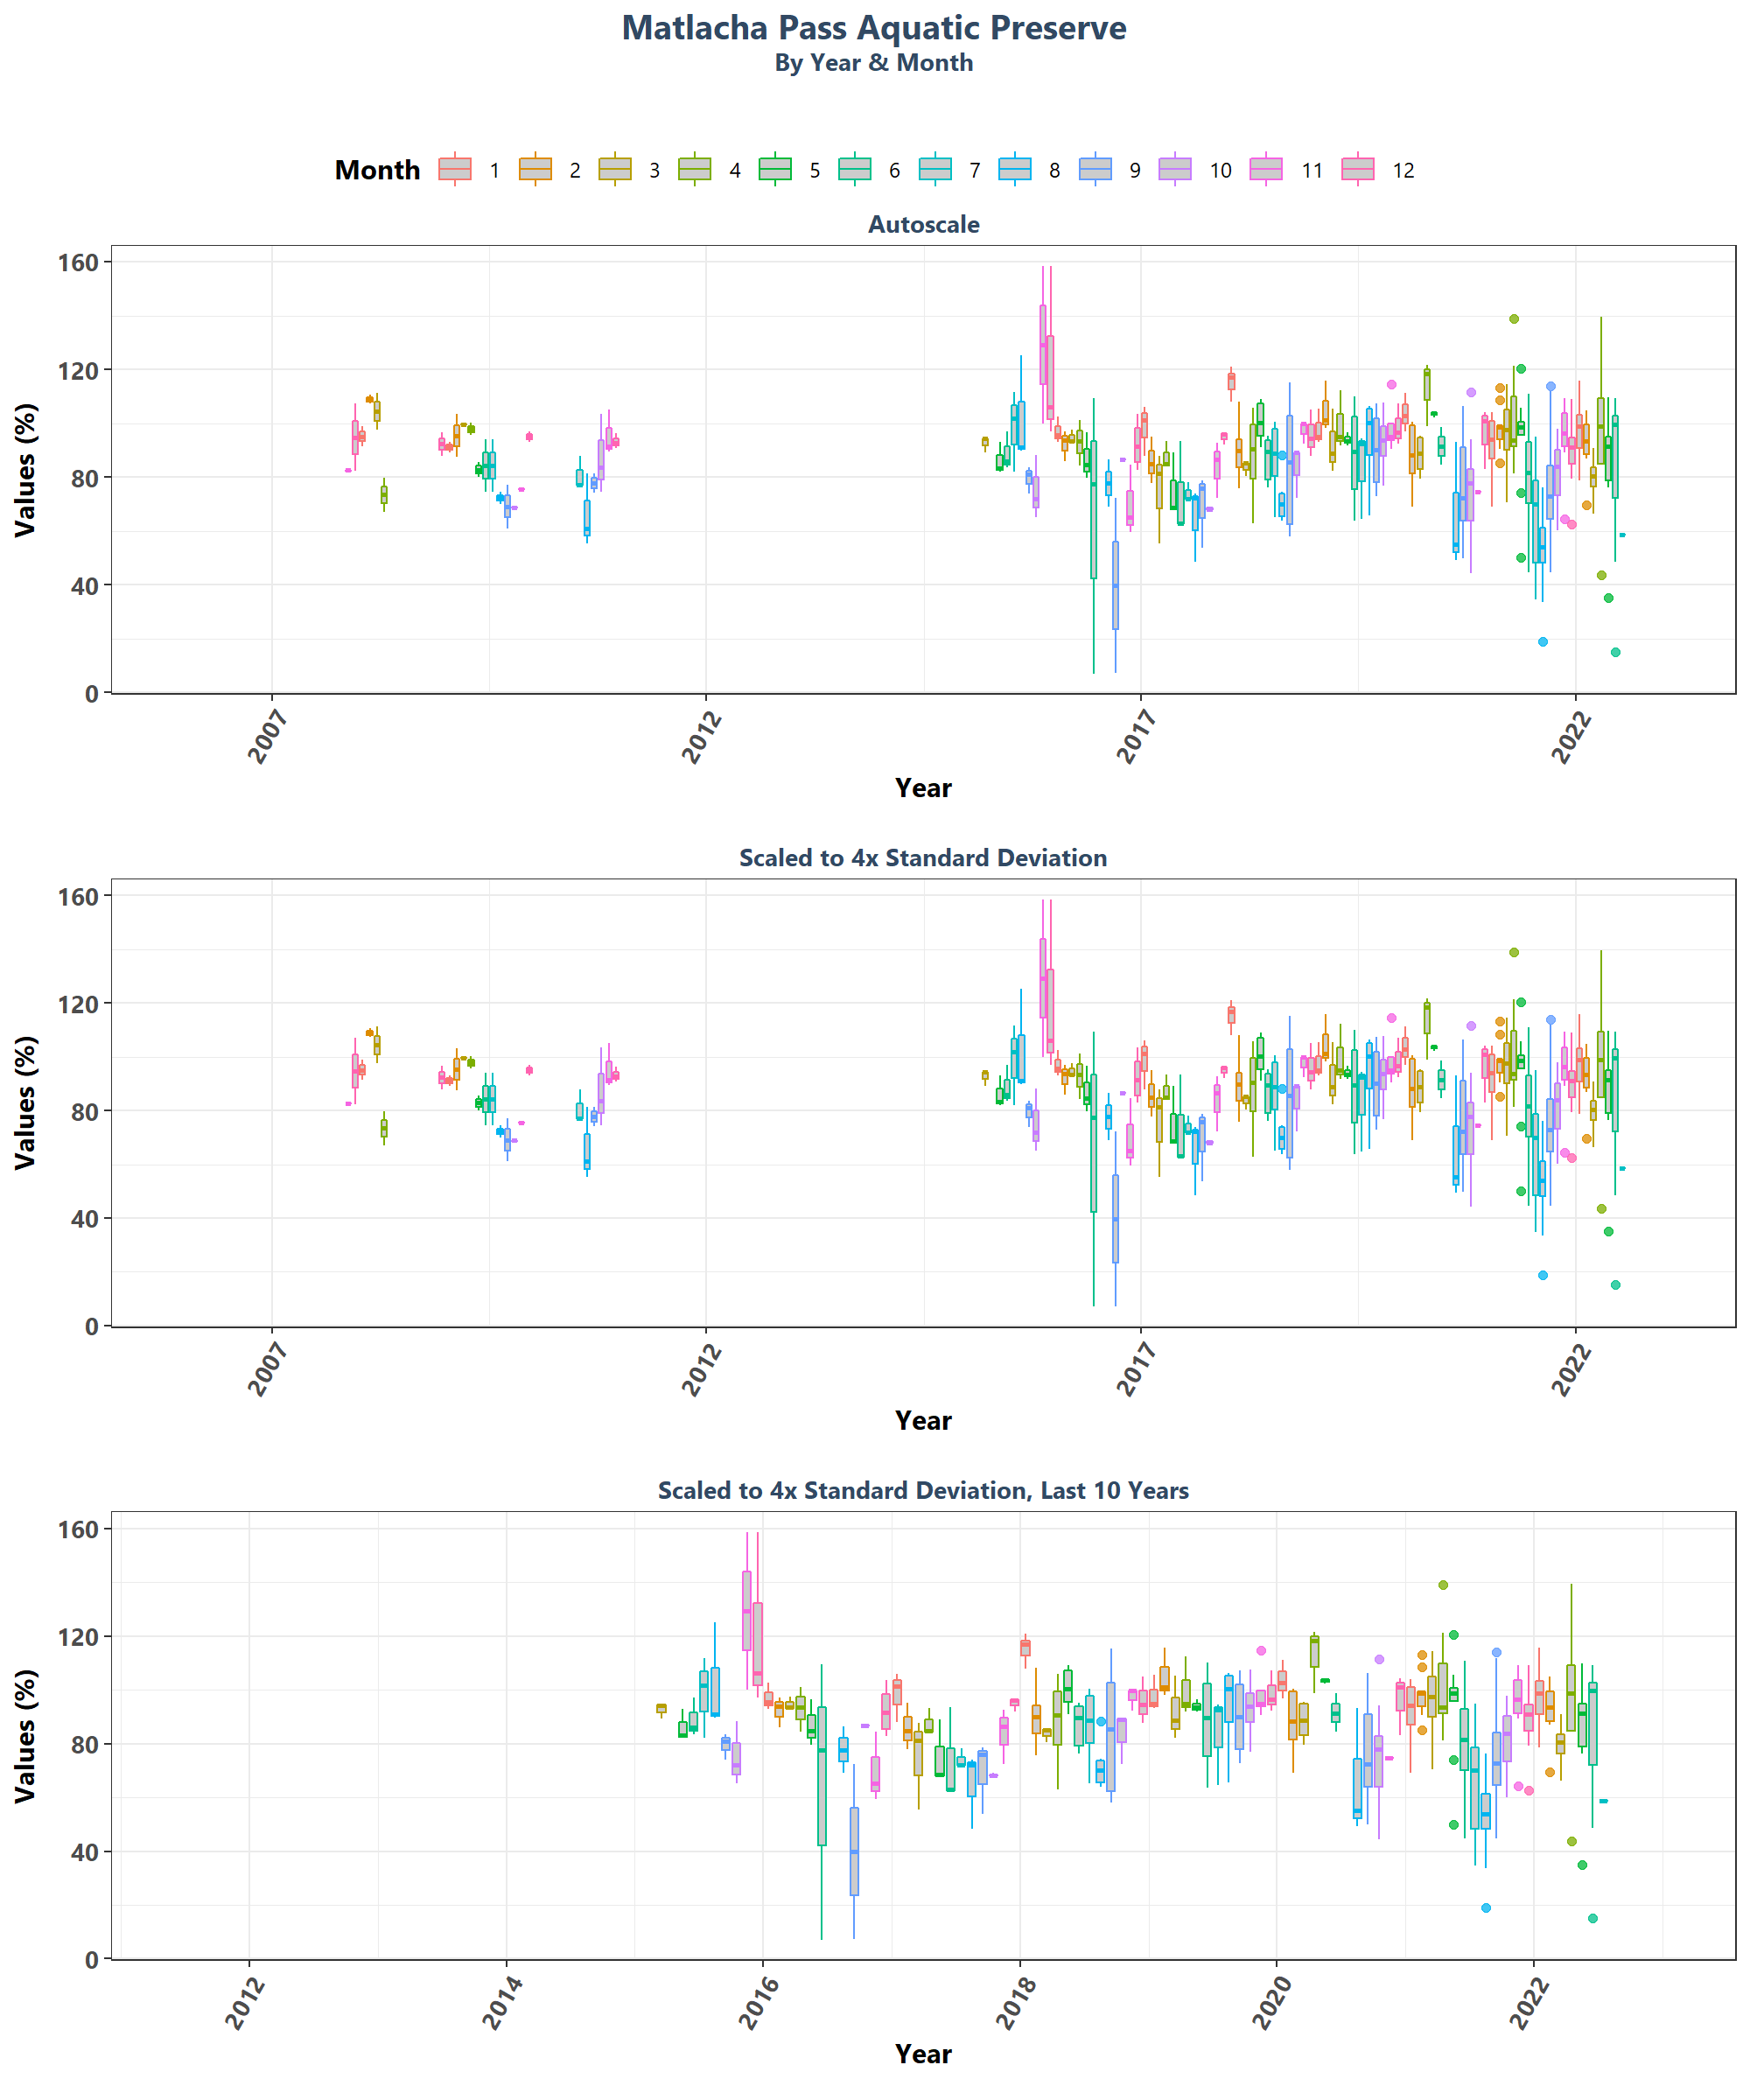 Matlacha Pass Aquatic Preserve
By Year & Month
Month 1 2 3 4 5 6 7 8 9 10 11 12
Autoscale
Values (%)
160
120
80
40
0
2007 2012 2017 2022
Year
Scaled to 4x Standard Deviation
Values (%)
160
120
80
40
0
2007 2012 2017 2022
Year
Scaled to 4x Standard Deviation, Last 10 Years
Values (%)
160
120
80
40
0
2012 2014 2016 2018 2020 2022
Year